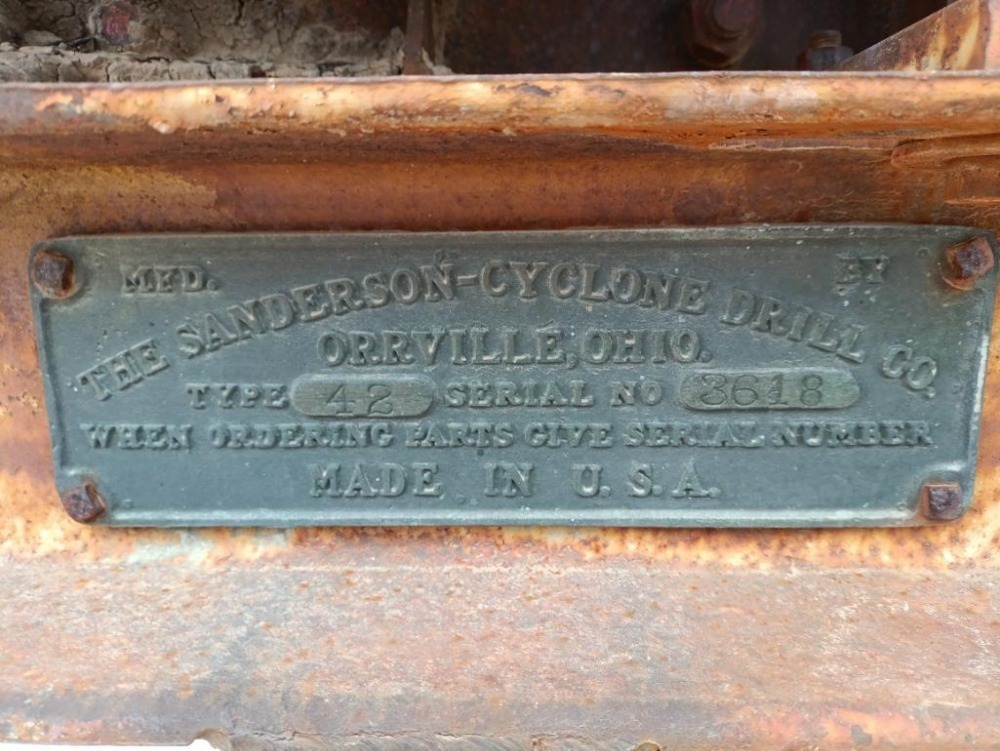 MFD. BY
THE SANDERSON-CYCLONE DRILL CO.
ORRVILLE, OHIO.
TYPE 42 SERIAL NO 3618
WHEN ORDERING PARTS GIVE SERIAL NUMBER
MADE IN U.S.A.